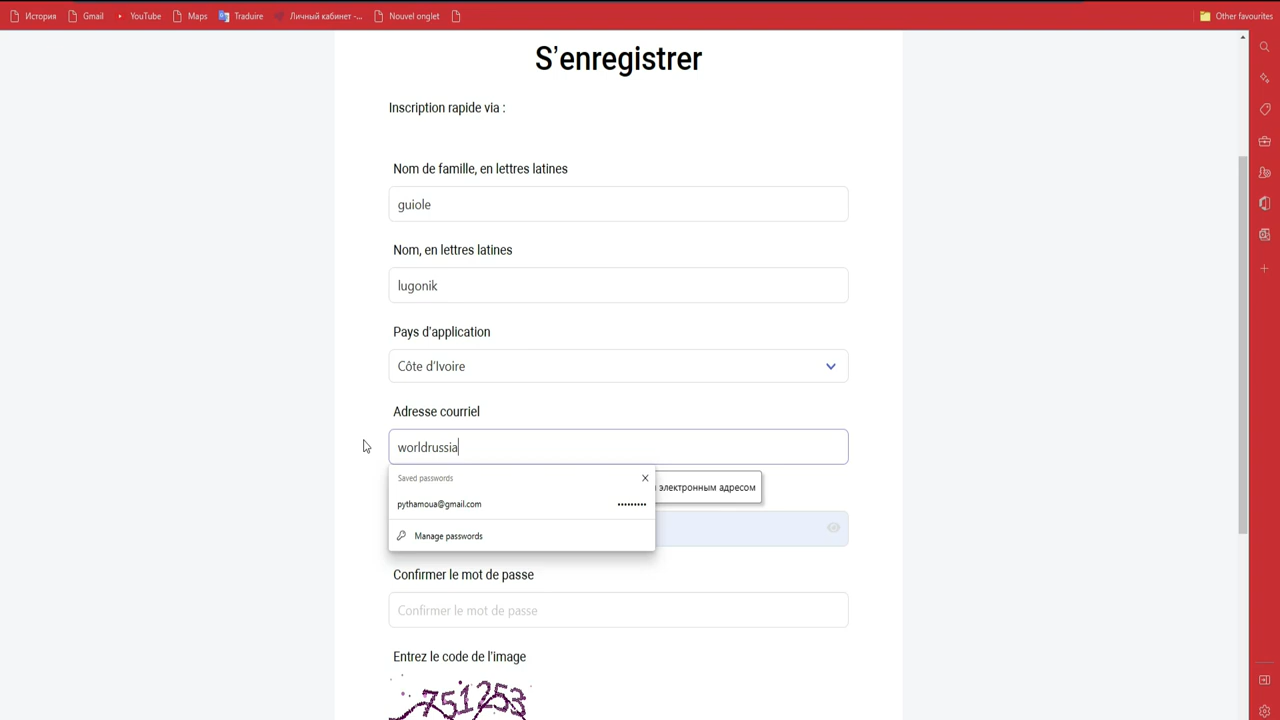 История Gmail YouTube Maps Traduire Личный кабинет -... Nouvel onglet Other favourites
S'enregistrer
Inscription rapide via :
Nom de famille, en lettres latines
guiole
Nom, en lettres latines
lugonik
Pays d'application
Côte d'Ivoire
Adresse courriel
worldrussia
Saved passwords
электронным адресом
pythamoua@gmail.com •••••••••
Manage passwords
Confirmer le mot de passe
Confirmer le mot de passe
Entrez le code de l'image
751253